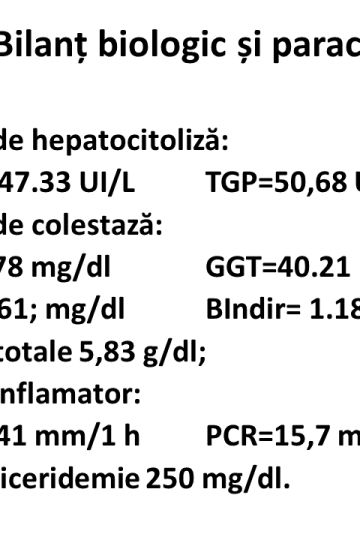 Bilanț biologic și parac
de hepatocitoliză:
47.33 UI/L TGP=50,68 U
de colestază:
78 mg/dl GGT=40.21
61; mg/dl BIndir= 1.18
totale 5,83 g/dl;
inflamator:
41 mm/1 h PCR=15,7 m
iceridemie 250 mg/dl.